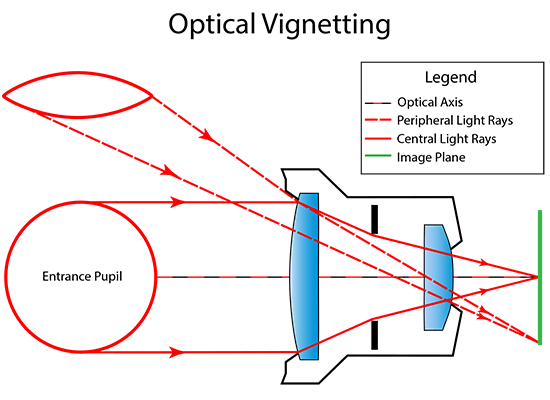 Optical Vignetting
Legend
Optical Axis
Peripheral Light Rays
Central Light Rays
Image Plane
Entrance Pupil